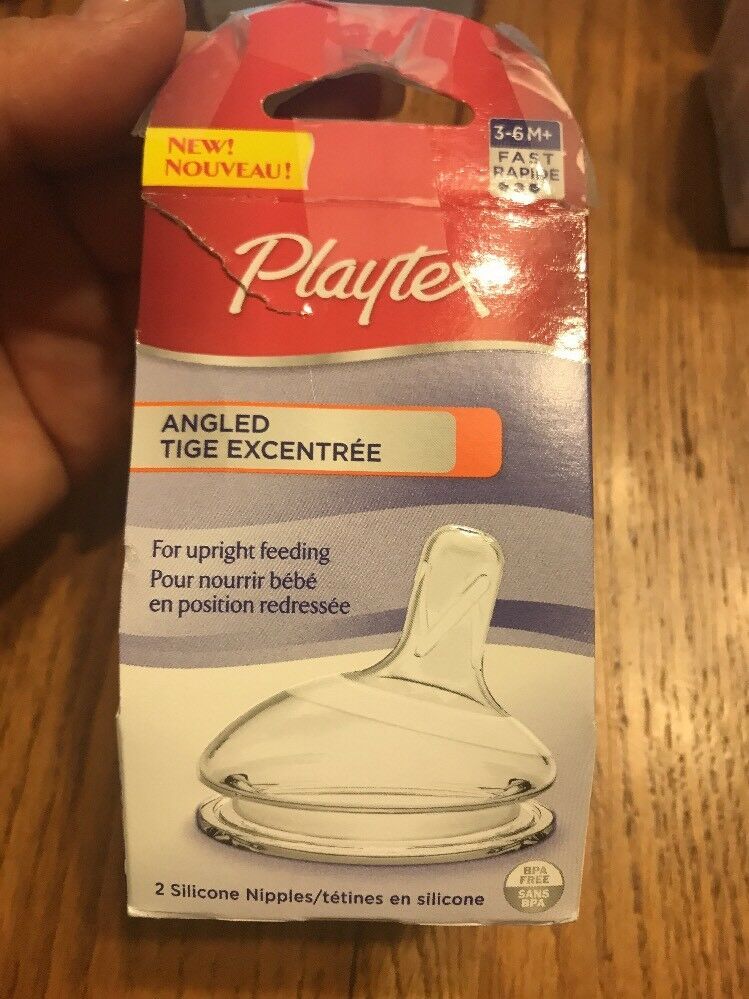 NEW!
NOUVEAU!
3-6 M+
FAST
RAPIDE
Playtex
ANGLED
TIGE EXCENTRÉE
For upright feeding
Pour nourrir bébé
en position redressée
2 Silicone Nipples/tétines en silicone
BPA
FREE
SANS
BPA